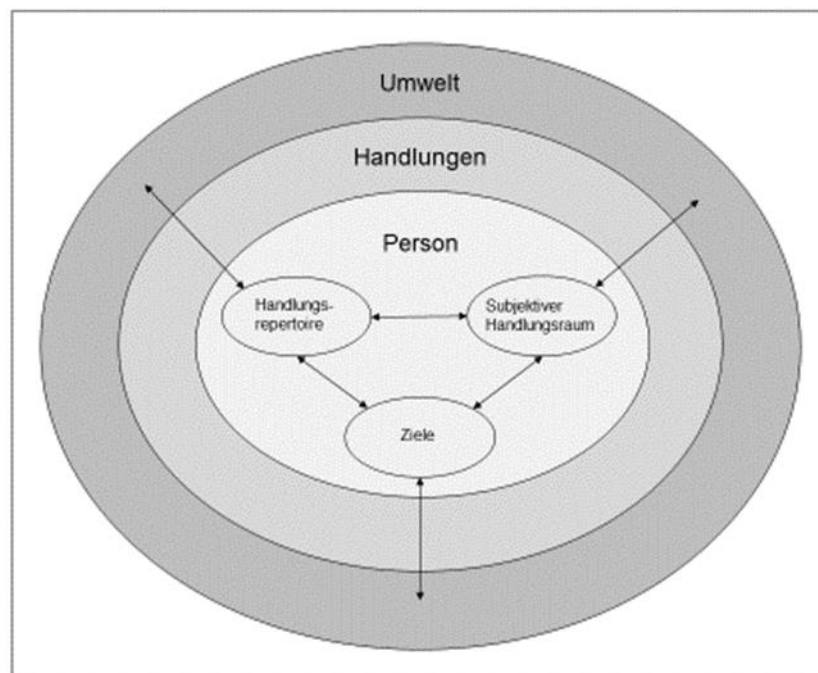 Umwelt
Handlungen
Person
Handlungs-
repertoire
Subjektiver
Handlungsraum
Ziele